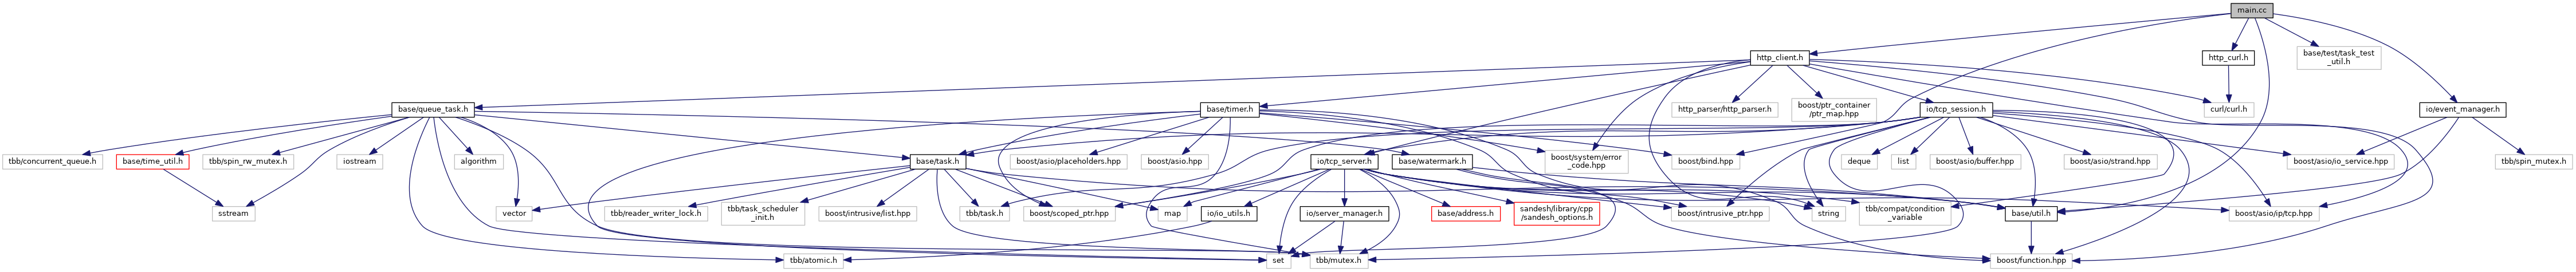 main.cc
http_client.h
http_curl.h
base/test/task_test
_util.h
base/queue_task.h
base/timer.h
http_parser/http_parser.h
boost/ptr_container
/ptr_map.hpp
io/tcp_session.h
curl/curl.h
io/event_manager.h
tbb/concurrent_queue.h
base/time_util.h
tbb/spin_rw_mutex.h
iostream
algorithm
base/task.h
boost/asio/placeholders.hpp
boost/asio.hpp
io/tcp_server.h
base/watermark.h
boost/system/error
_code.hpp
boost/bind.hpp
deque
list
boost/asio/buffer.hpp
boost/asio/strand.hpp
boost/asio/io_service.hpp
tbb/spin_mutex.h
sstream
vector
tbb/reader_writer_lock.h
tbb/task_scheduler
_init.h
boost/intrusive/list.hpp
tbb/task.h
boost/scoped_ptr.hpp
map
io/io_utils.h
io/server_manager.h
base/address.h
sandesh/library/cpp
/sandesh_options.h
boost/intrusive_ptr.hpp
string
tbb/compat/condition
_variable
base/util.h
boost/asio/ip/tcp.hpp
tbb/atomic.h
set
tbb/mutex.h
boost/function.hpp